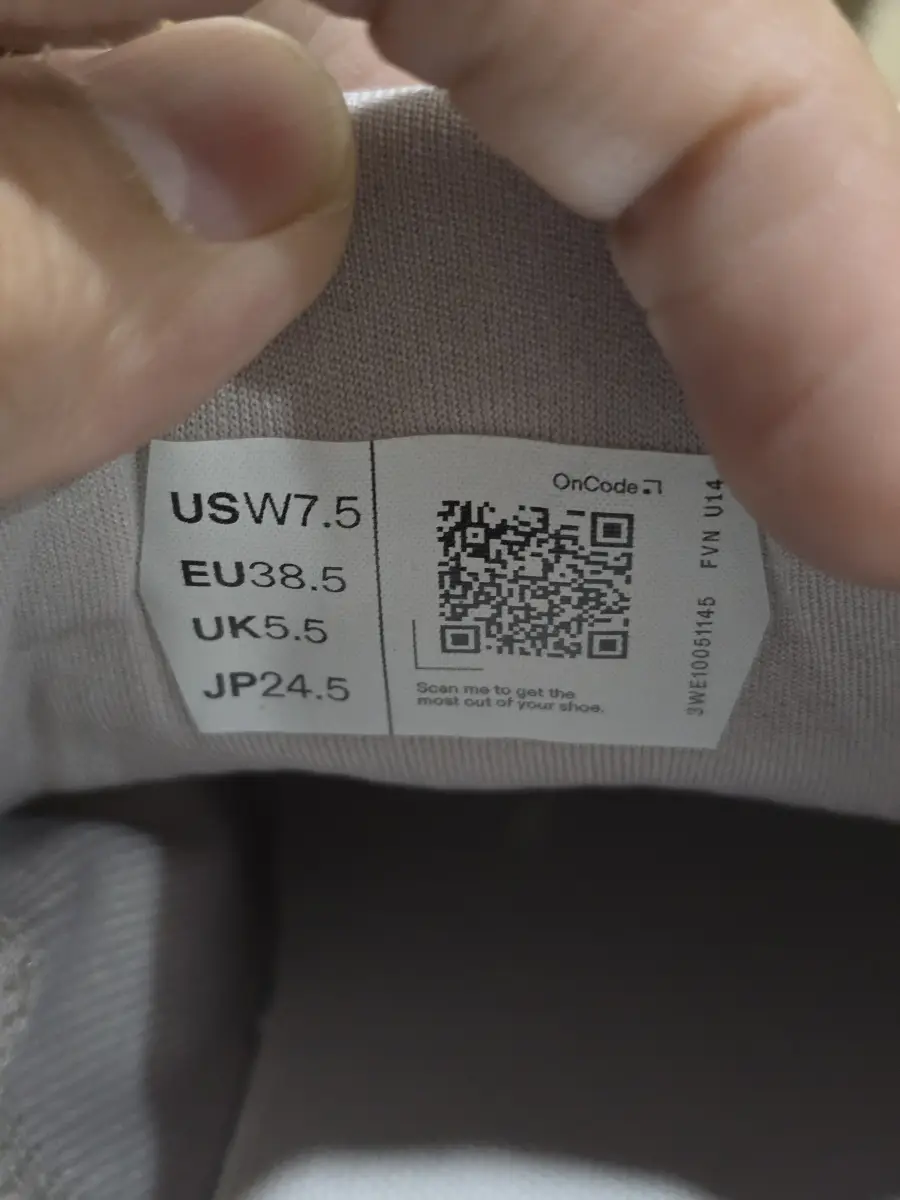 USW7.5
EU38.5
UK5.5
JP24.5
OnCode
Scan me to get the
most out of your shoe.
3WE10051145 FVN U14